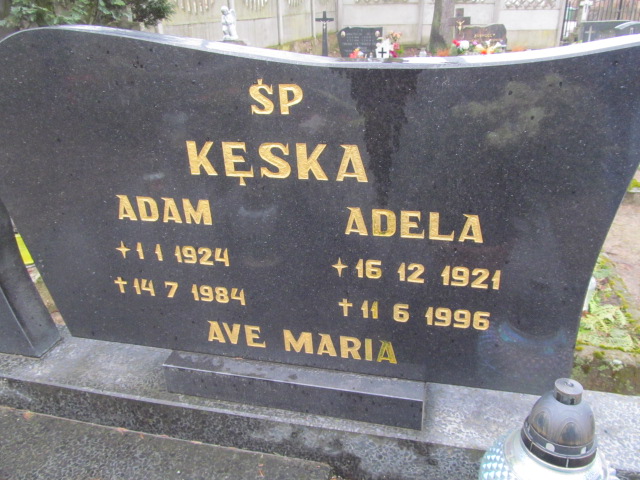 ŚP
KĘSKA
ADAM
1 1 1924
† 14 7 1984
ADELA
16 12 1921
† 11 6 1996
AVE MARIA